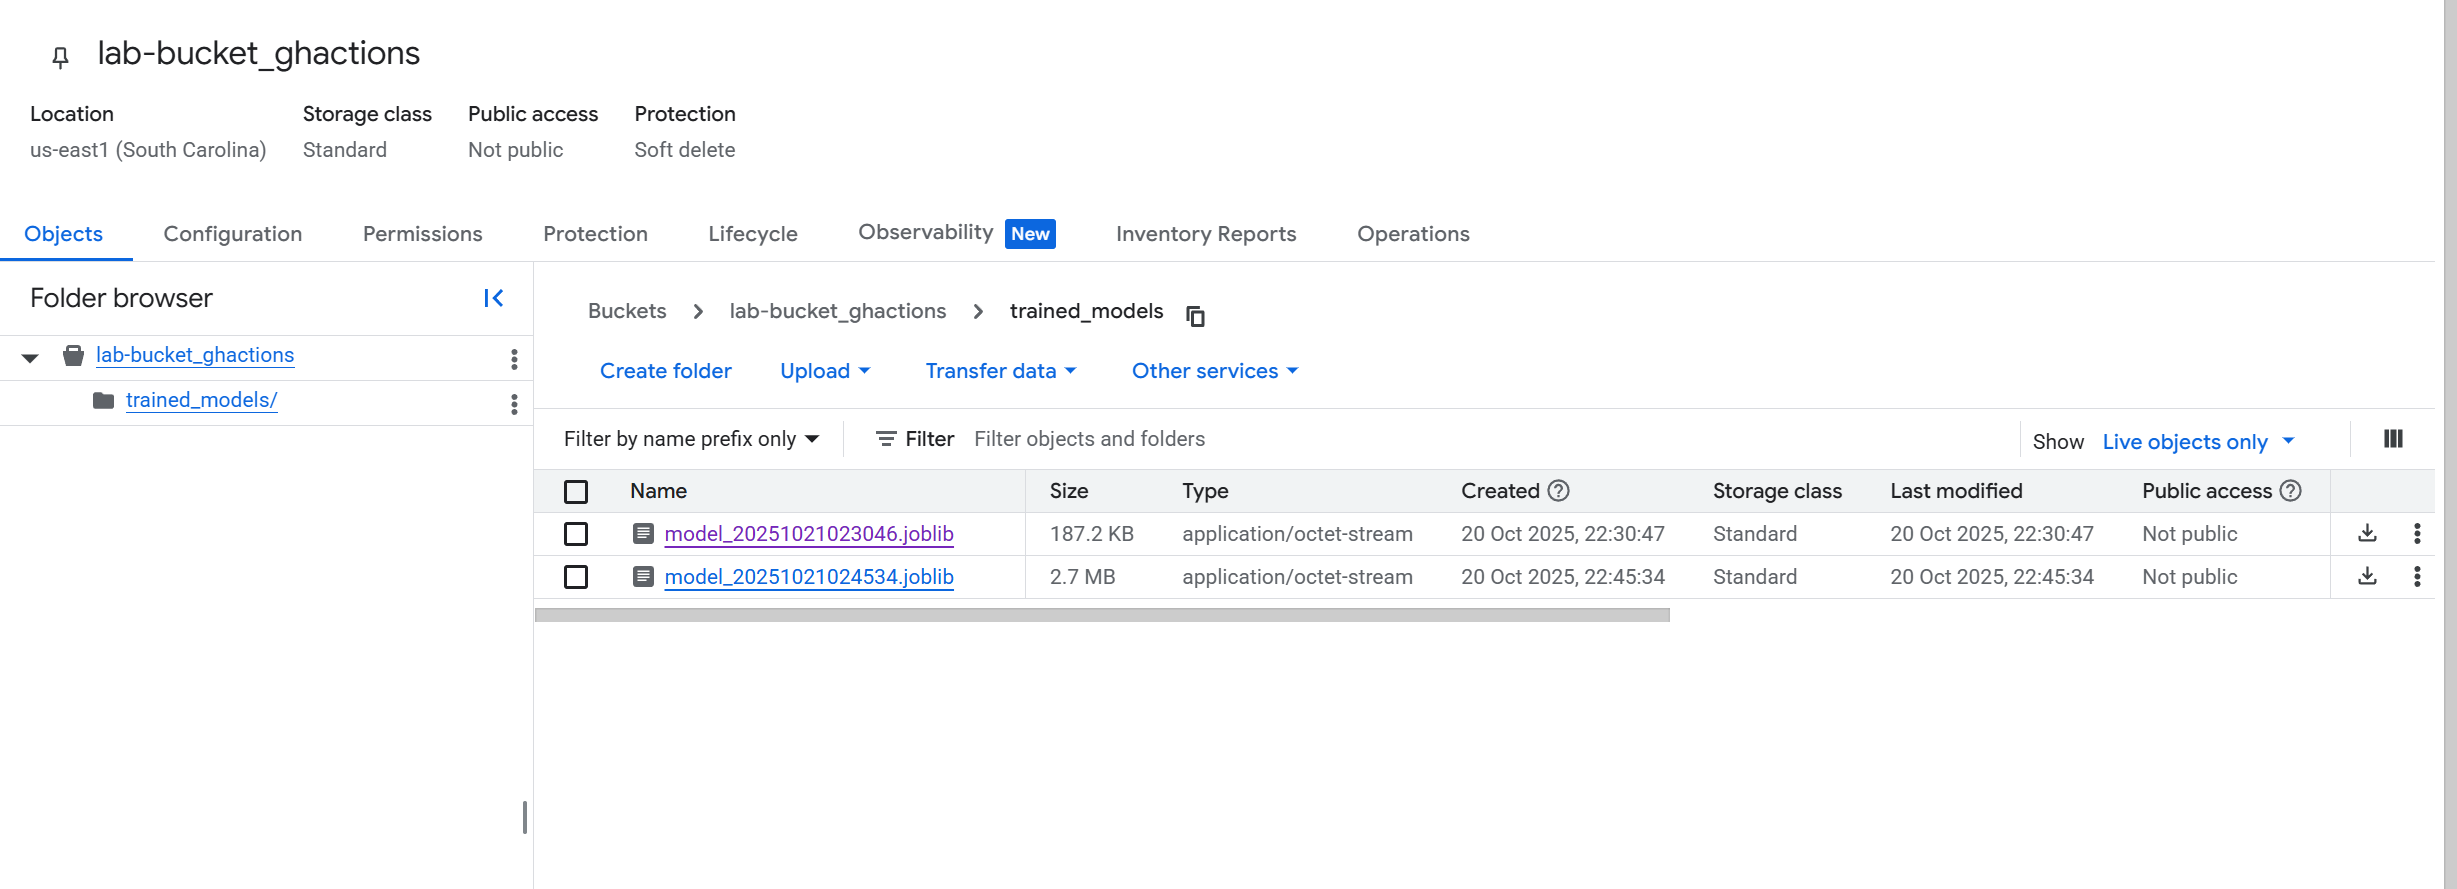 lab-bucket_ghactions
Location Storage class Public access Protection
us-east1 (South Carolina) Standard Not public Soft delete
Objects Configuration Permissions Protection Lifecycle Observability New Inventory Reports Operations
Folder browser
lab-bucket_ghactions
trained_models/
Buckets lab-bucket_ghactions trained_models
Create folder Upload Transfer data Other services
Filter by name prefix only Filter Filter objects and folders Show Live objects only
Name Size Type Created Storage class Last modified Public access
model_20251021023046.joblib 187.2 KB application/octet-stream 20 Oct 2025, 22:30:47 Standard 20 Oct 2025, 22:30:47 Not public
model_20251021024534.joblib 2.7 MB application/octet-stream 20 Oct 2025, 22:45:34 Standard 20 Oct 2025, 22:45:34 Not public